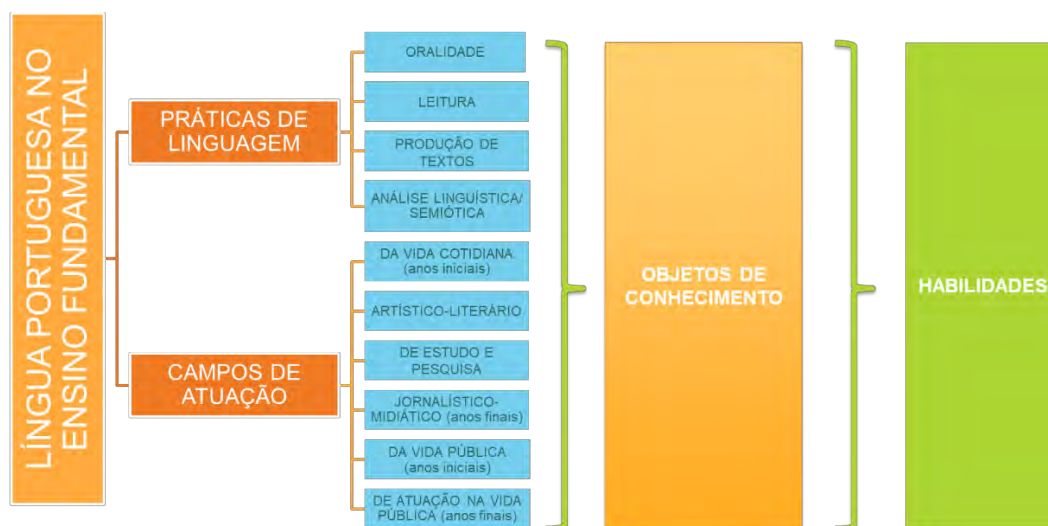 LÍNGUA PORTUGUESA NO
ENSINO FUNDAMENTAL
PRÁTICAS DE
LINGUAGEM
ORALIDADE
LEITURA
PRODUÇÃO DE
TEXTOS
ANÁLISE LINGUÍSTICA/
SEMIÓTICA
CAMPOS DE
ATUAÇÃO
DA VIDA COTIDIANA
(anos iniciais)
ARTÍSTICO-LITERÁRIO
DE ESTUDO E
PESQUISA
JORNALÍSTICO-
MIDIÁTICO (anos finais)
DA VIDA PÚBLICA
(anos iniciais)
DE ATUAÇÃO NA VIDA
PÚBLICA (anos finais)
OBJETOS DE
CONHECIMENTO
HABILIDADES